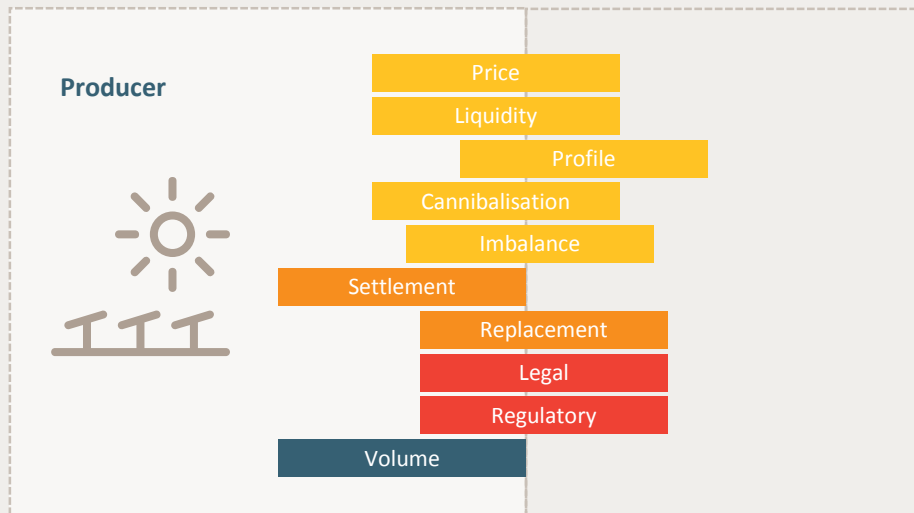 Producer
Price
Liquidity
Profile
Cannibalisation
Imbalance
Settlement
Replacement
Legal
Regulatory
Volume